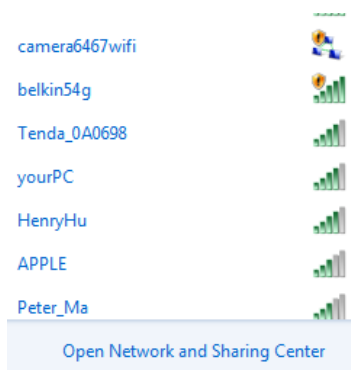 camera6467wifi
belkin54g
Tenda_0A0698
yourPC
HenryHu
APPLE
Peter_Ma
Open Network and Sharing Center